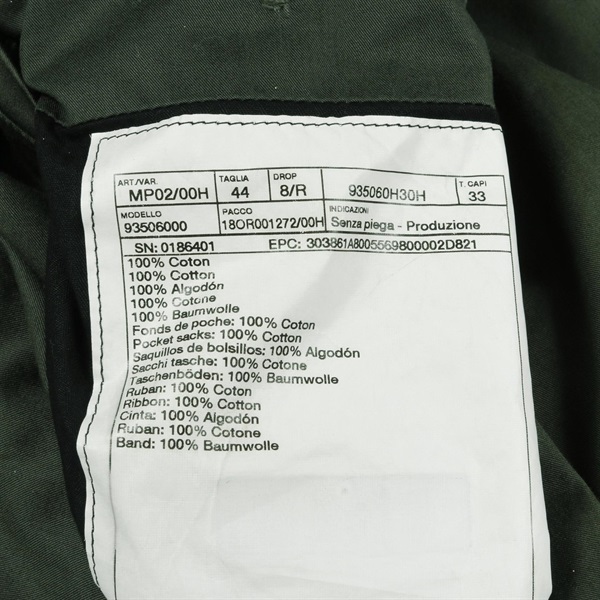 ART/VAR. TAGLIA DROP T. CAPI
MP02/00H 44 8/R 935060H30H 33
MODELLO PACCO INDICAZIONI
93506000 18OR001272/00H Senza piega - Produzione
SN: 0186401 EPC: 303861A8005569800002D821
100% Coton
100% Cotton
100% Algodón
100% Cotone
100% Baumwolle
Fonds de poche: 100% Coton
Pocket sacks: 100% Cotton
Saquillos de bolsillos: 100% Algodón
Sacchi tasche: 100% Cotone
Taschenböden: 100% Baumwolle
Ruban: 100% Coton
Ribbon: 100% Cotton
Cinta: 100% Algodón
Ruban: 100% Cotone
Band: 100% Baumwolle